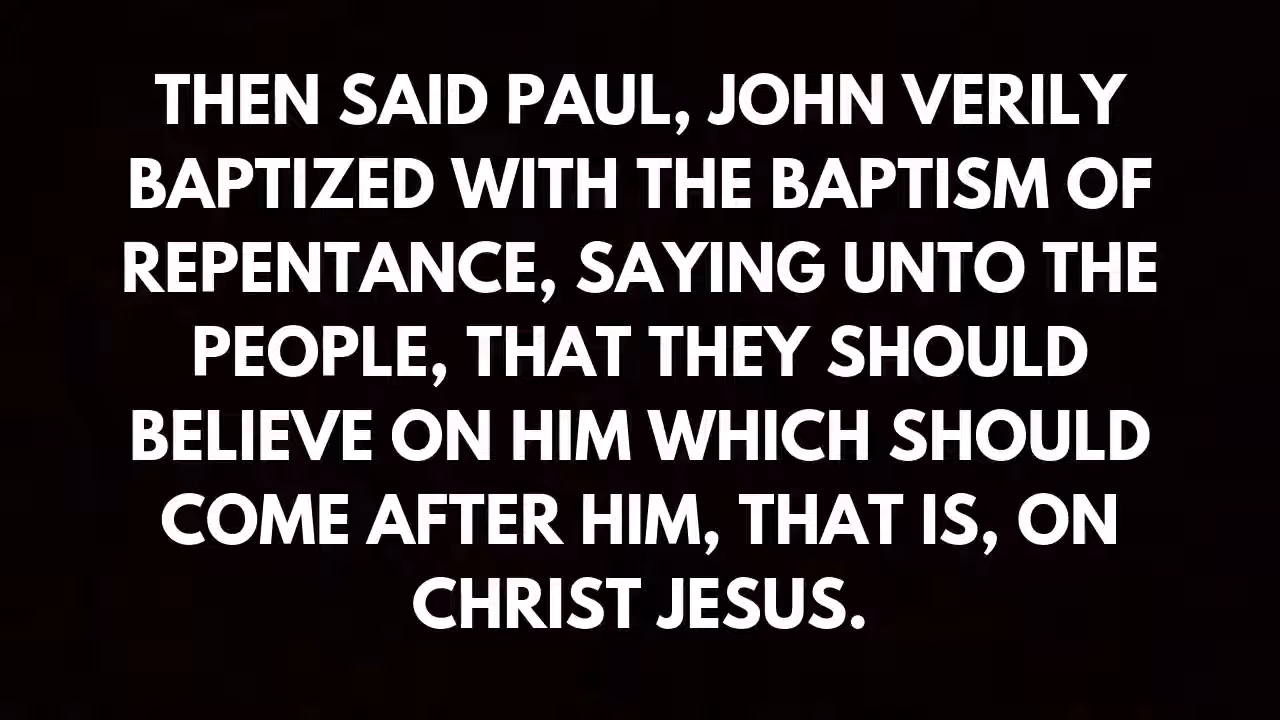 THEN SAID PAUL, JOHN VERILY
BAPTIZED WITH THE BAPTISM OF
REPENTANCE, SAYING UNTO THE
PEOPLE, THAT THEY SHOULD
BELIEVE ON HIM WHICH SHOULD
COME AFTER HIM, THAT IS, ON
CHRIST JESUS.